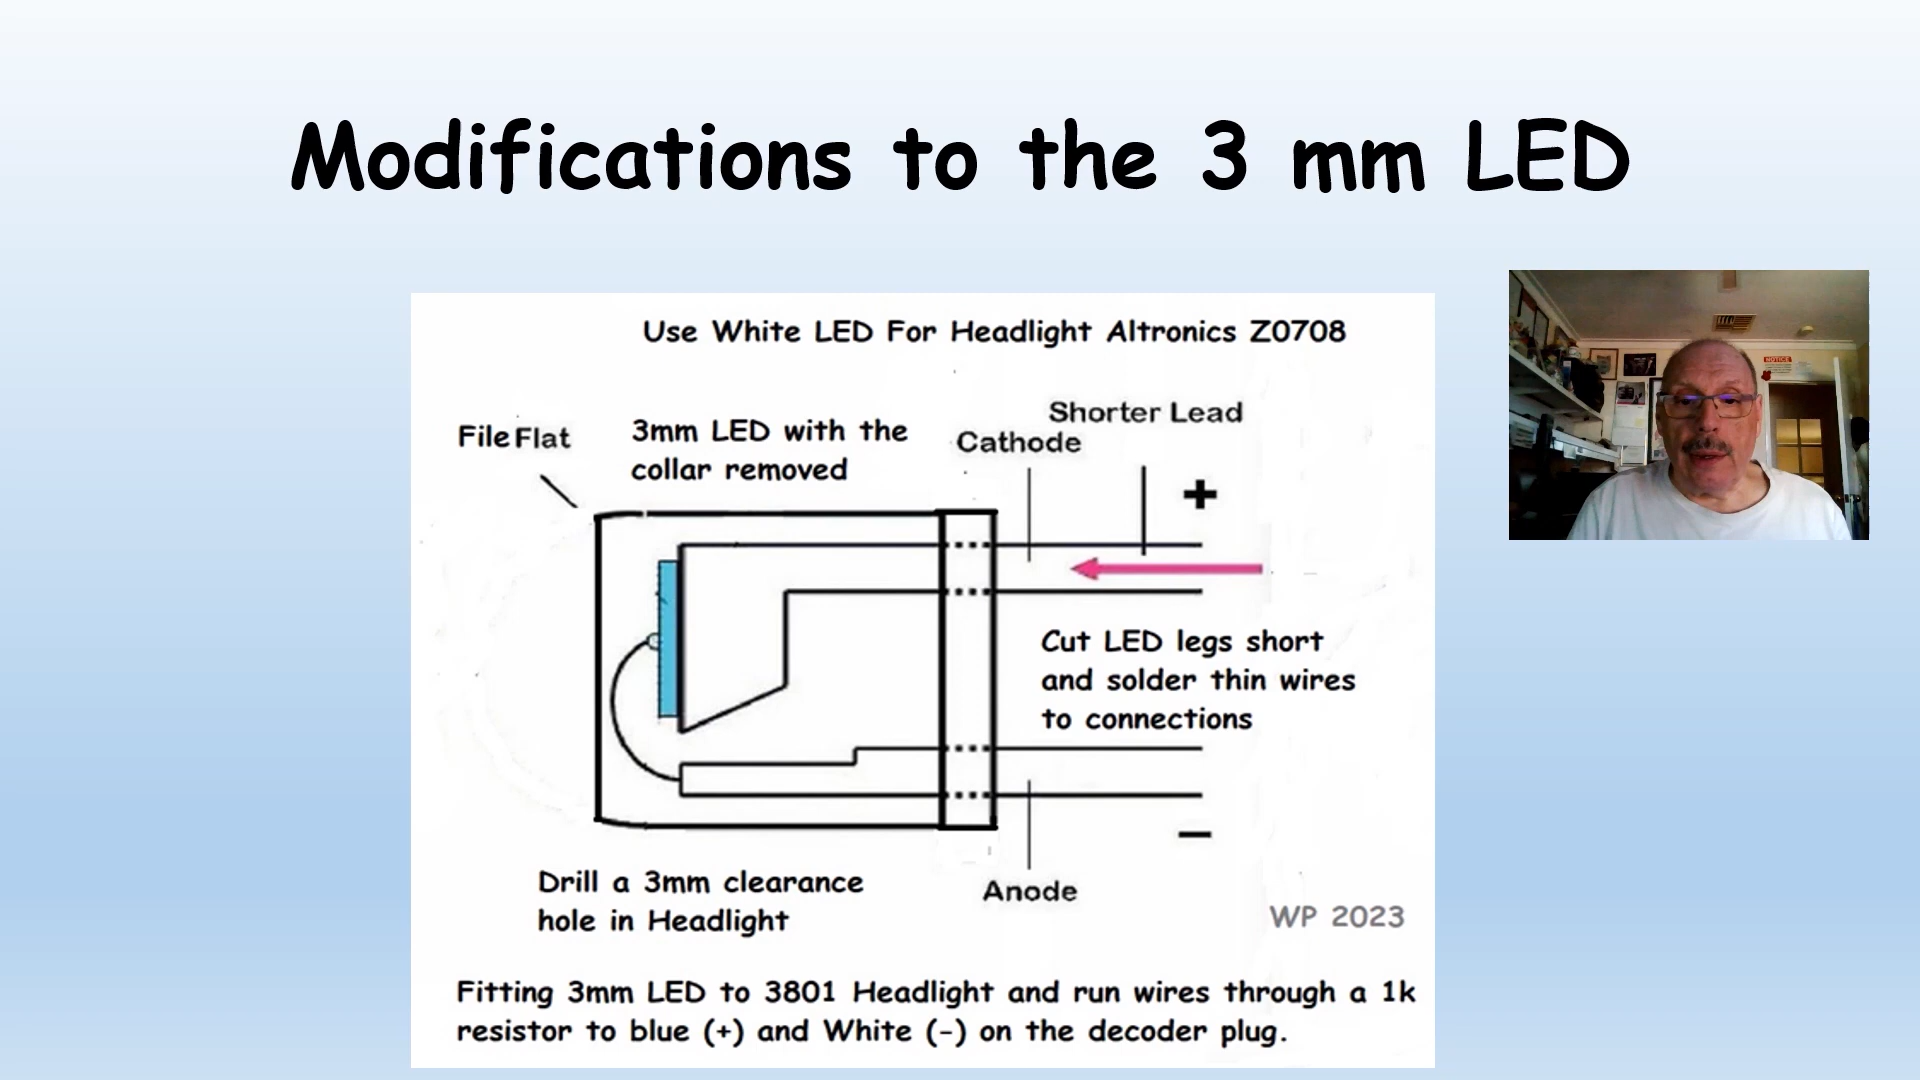 Modifications to the 3 mm LED
Use White LED For Headlight Altronics Z0708
File Flat
3mm LED with the
collar removed
Shorter Lead
Cathode
+
Cut LED legs short
and solder thin wires
to connections
−
Anode
Drill a 3mm clearance
hole in Headlight
WP 2023
Fitting 3mm LED to 3801 Headlight and run wires through a 1k
resistor to blue (+) and White (-) on the decoder plug.
NOTICE